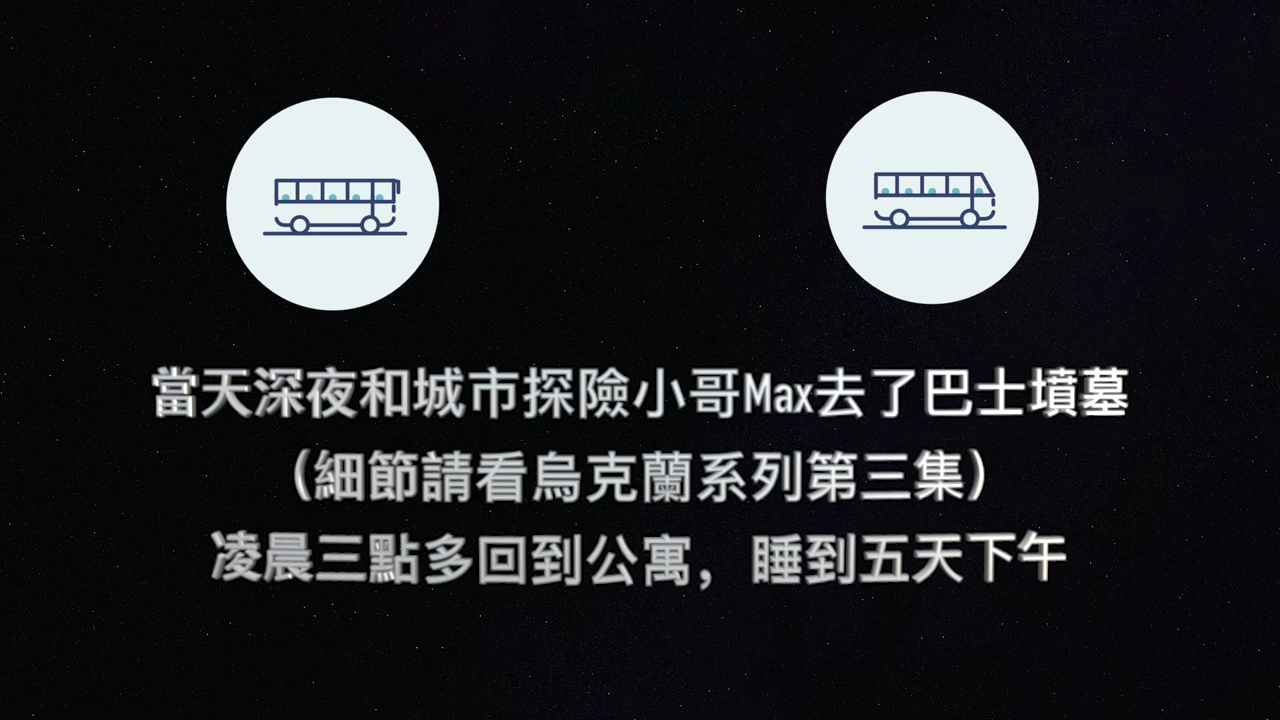 當天深夜和城市探險小哥Max去了巴士墳墓
（細節請看烏克蘭系列第三集）
凌晨三點多回到公寓，睡到五天下午